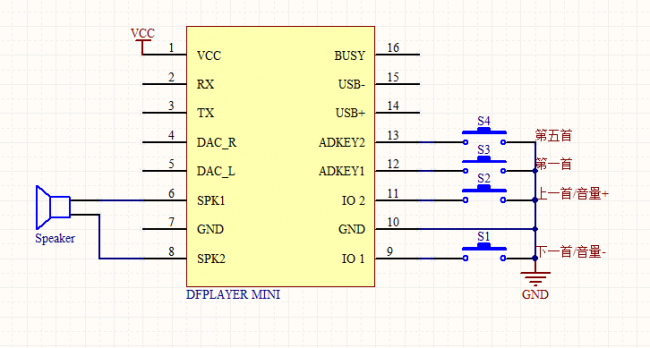 VCC
1 VCC BUSY 16
2 RX USB- 15
3 TX USB+ 14
4 DAC_R ADKEY2 13 S4 第五首
5 DAC_L ADKEY1 12 S3 第一首
6 SPK1 IO 2 11 S2 上一首/音量+
7 GND GND 10
8 SPK2 IO 1 9 S1 下一首/音量-
Speaker
DFPLAYER MINI
GND